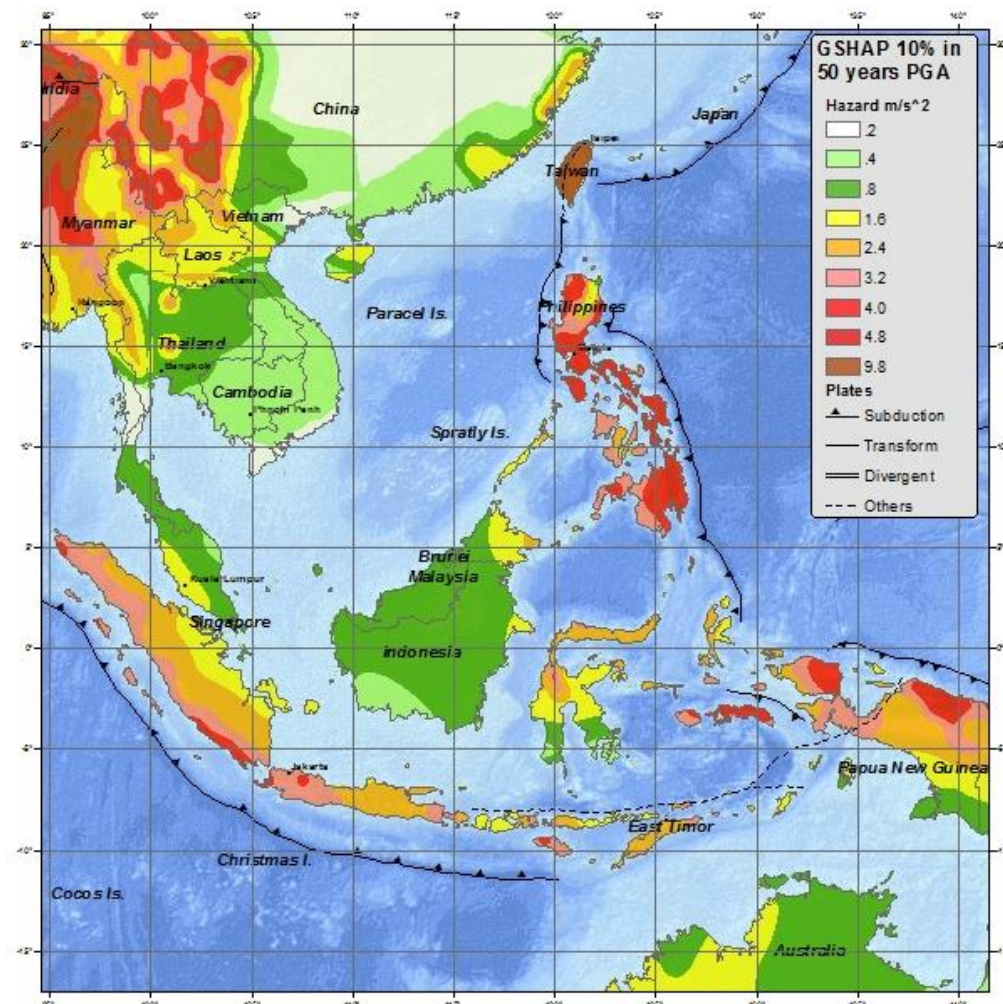 GSHAP 10% in
50 years PGA
Hazard m/s^2
.2
.4
.8
1.6
2.4
3.2
4.0
4.8
9.8
Plates
Subduction
Transform
Divergent
Others
India
China
Japan
Taipei
Taiwan
Myanmar
Vietnam
Laos
Vientiane
Rangoon
Paracel Is.
Philippines
Thailand
Bangkok
Cambodia
Phnom Penh
Spratly Is.
Brunei
Malaysia
Kuala Lumpur
Singapore
indonesia
Jakarta
Papua New Guinea
East Timor
Christmas I.
Cocos Is.
Australia